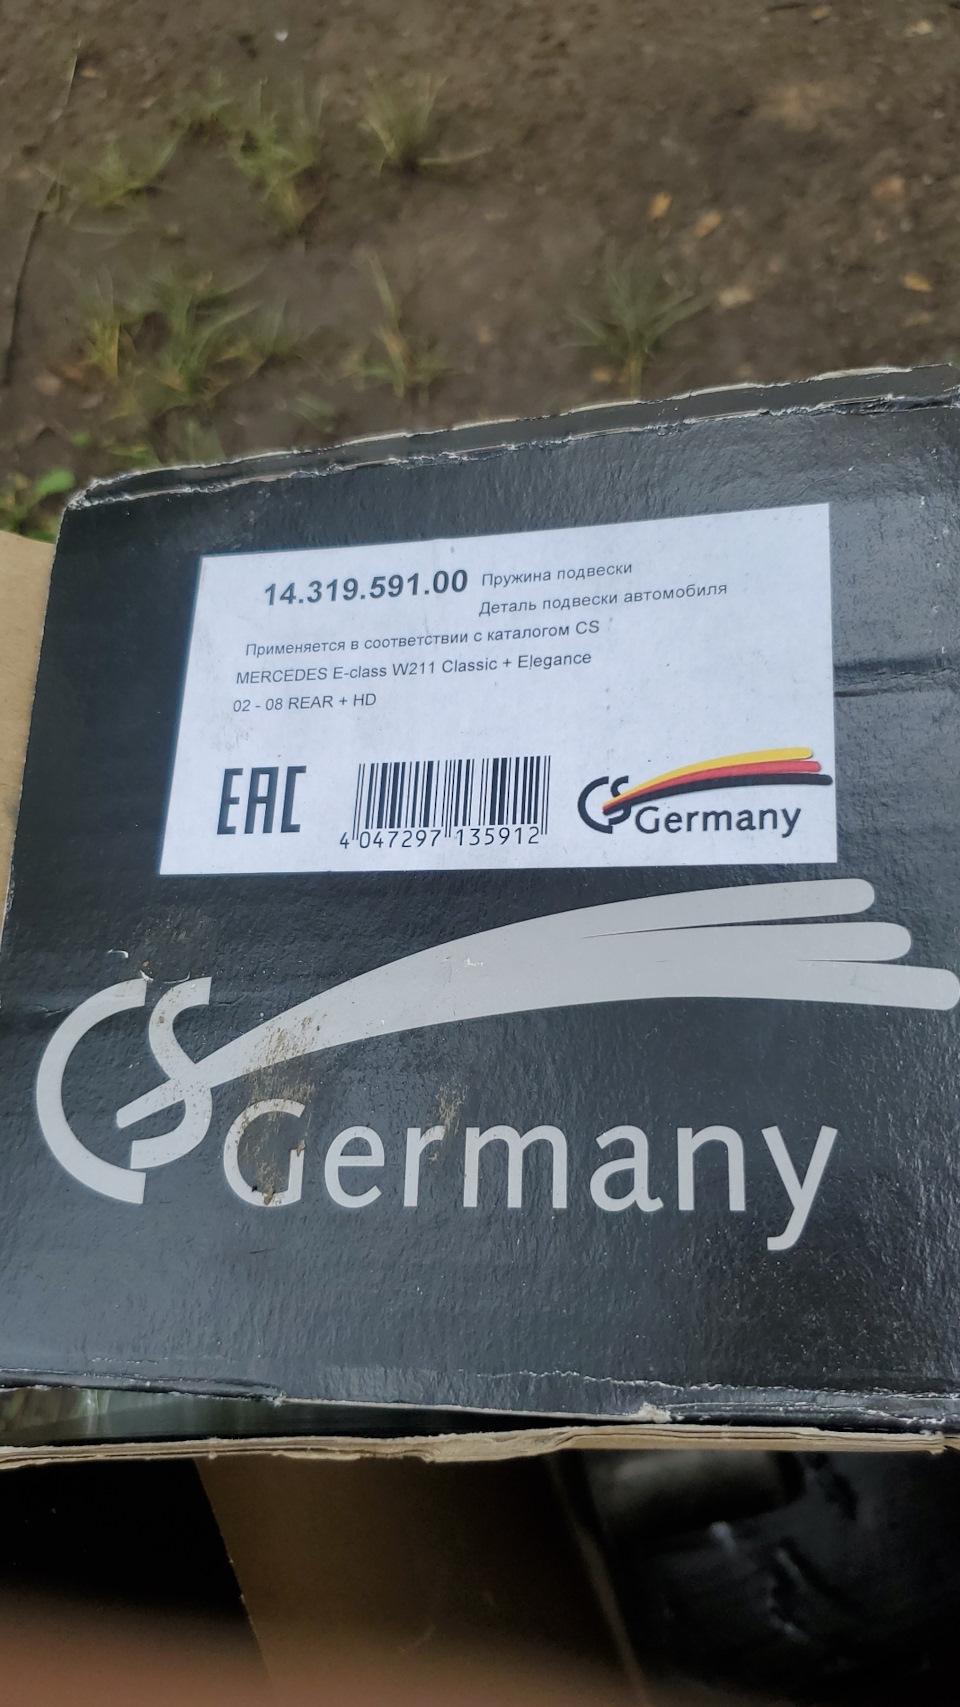 14.319.591.00 Пружина подвески
Деталь подвески автомобиля
Применяется в соответствии с каталогом CS
MERCEDES E-class W211 Classic + Elegance
02 - 08 REAR + HD
EAC
4 047297 135912
CS Germany
CS Germany